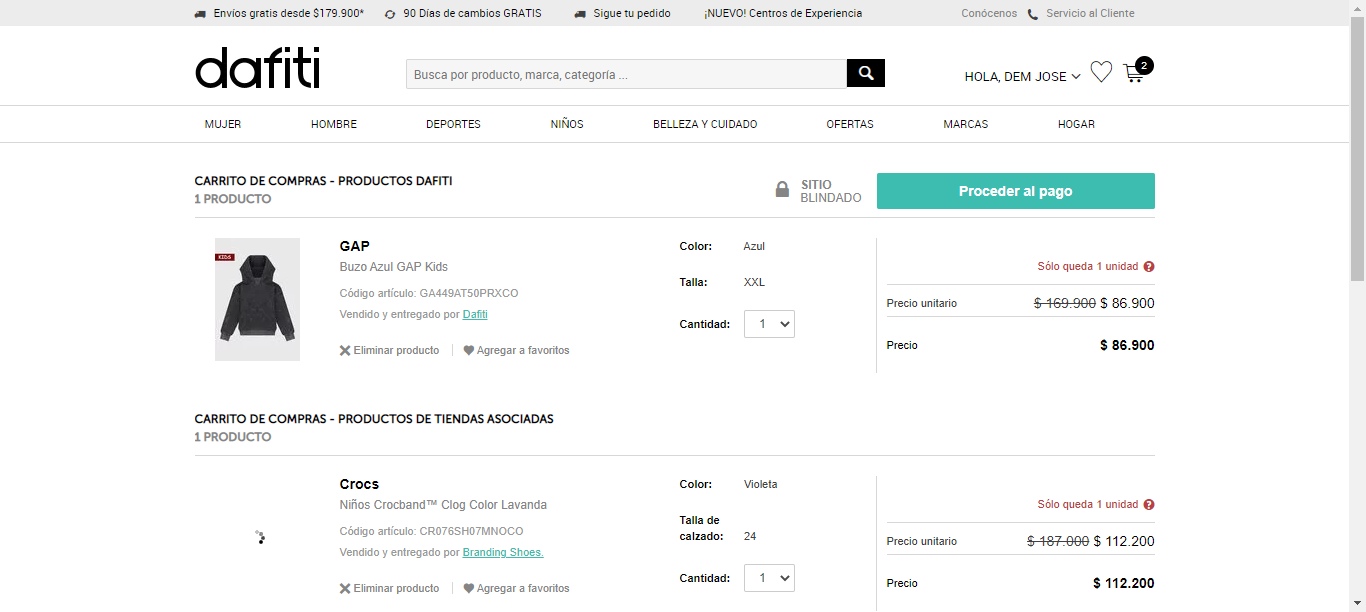 Envíos gratis desde $179.900* 90 Días de cambios GRATIS Sigue tu pedido ¡NUEVO! Centros de Experiencia Conócenos Servicio al Cliente
dafiti
Busca por producto, marca, categoría ...
HOLA, DEM JOSE
2
MUJER HOMBRE DEPORTES NIÑOS BELLEZA Y CUIDADO OFERTAS MARCAS HOGAR
CARRITO DE COMPRAS - PRODUCTOS DAFITI
1 PRODUCTO
SITIO
BLINDADO
Proceder al pago
KIDS
GAP
Buzo Azul GAP Kids
Código artículo: GA449AT50PRXCO
Vendido y entregado por Dafiti
Eliminar producto Agregar a favoritos
Color: Azul
Talla: XXL
Cantidad: 1
Sólo queda 1 unidad ?
Precio unitario $ 169.900 $ 86.900
Precio $ 86.900
CARRITO DE COMPRAS - PRODUCTOS DE TIENDAS ASOCIADAS
1 PRODUCTO
Crocs
Niños Crocband™ Clog Color Lavanda
Código artículo: CR076SH07MNOCO
Vendido y entregado por Branding Shoes.
Eliminar producto Agregar a favoritos
Color: Violeta
Talla de
calzado: 24
Cantidad: 1
Sólo queda 1 unidad ?
Precio unitario $ 187.000 $ 112.200
Precio $ 112.200